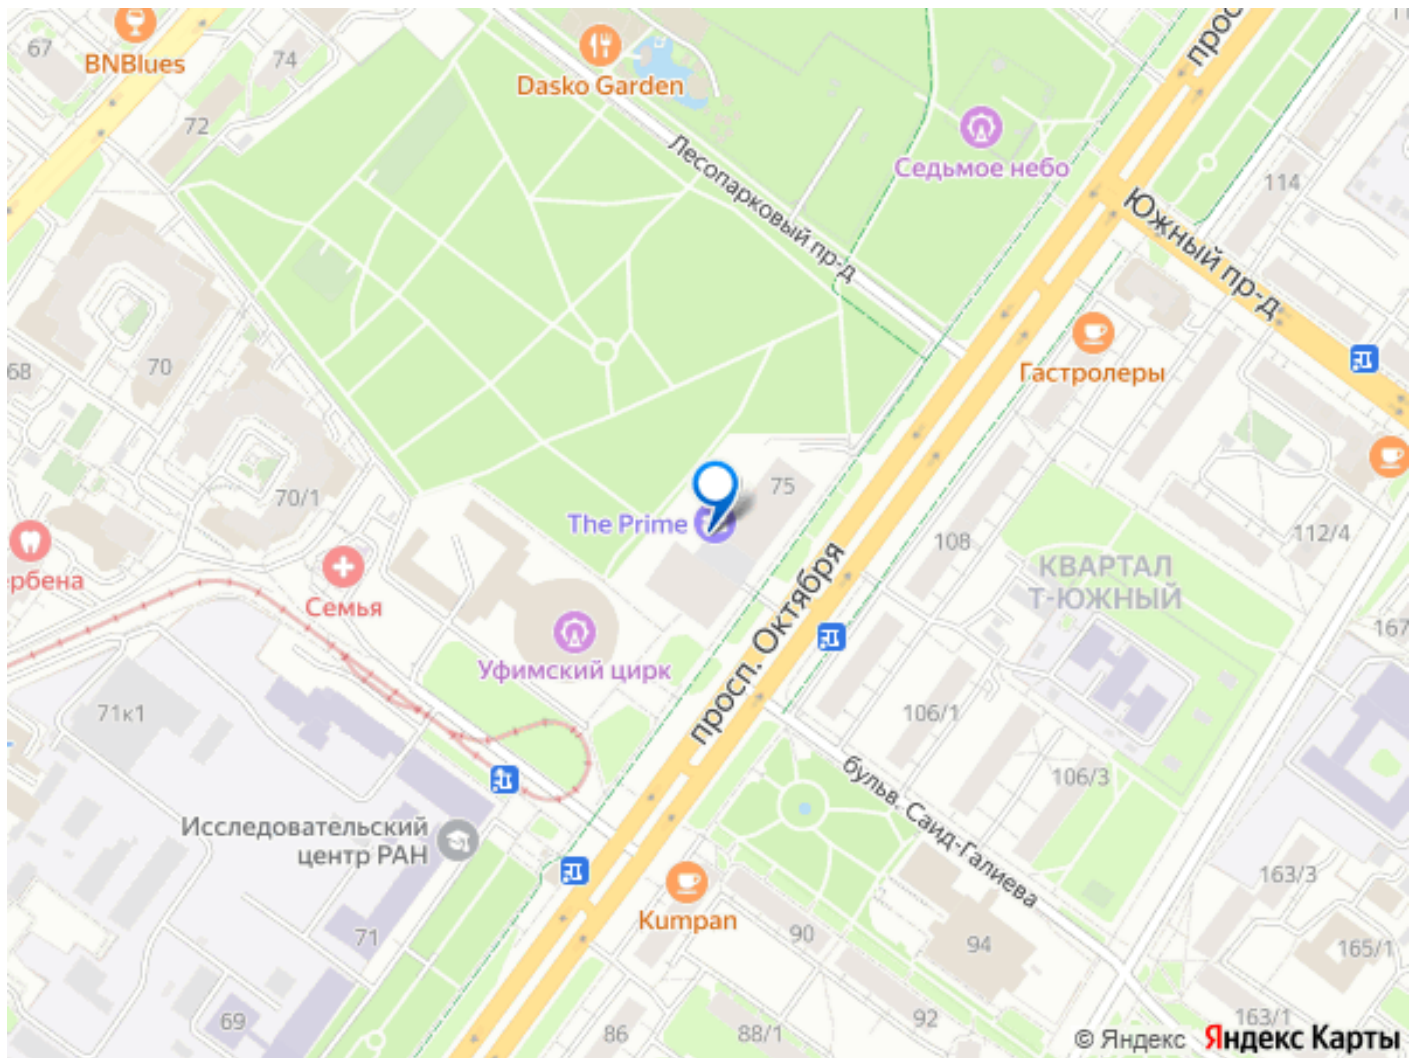 67
BNBlues
74
72
Dasko Garden
Седьмое небо
Лесопарковый пр-д
114
Южный пр-д
Гастролеры
68
70
70/1
75
The Prime
108
112/4
КВАРТАЛ
Т-ЮЖНЫЙ
просп. Октября
Семья
Уфимский цирк
167
71к1
106/1
106/3
бульв. Саид-Галиева
Исследовательский
центр РАН
Kumpan
163/3
71
90
94
165/1
69
86
88/1
92
163/1
© Яндекс Яндекс Карты